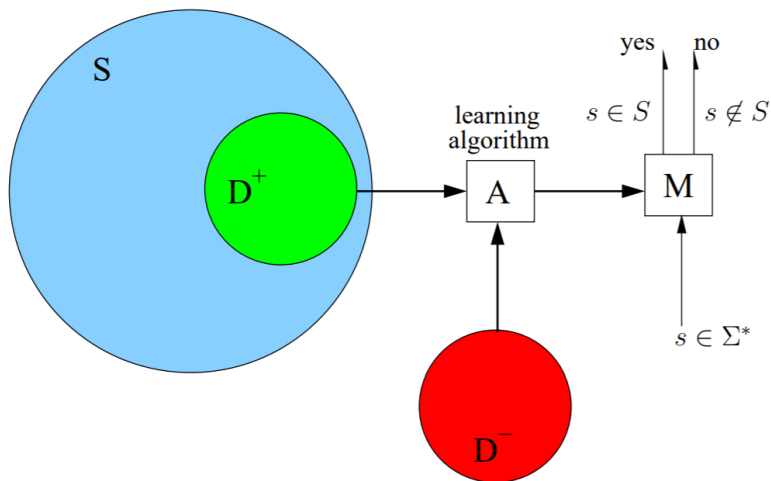 S
D⁺
learning
algorithm
A
yes no
s ∈ S s ∉ S
M
s ∈ Σ*
D⁻